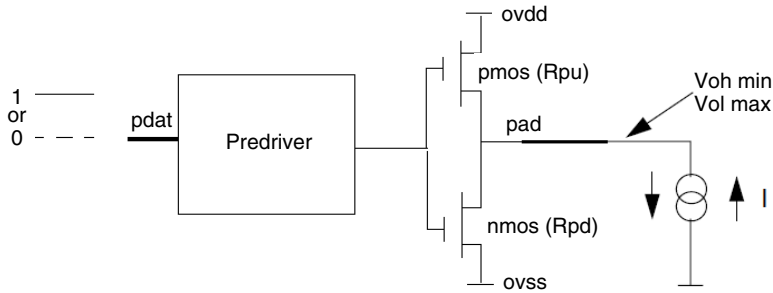 ovdd
pmos (Rpu)
1
or
0
pdat
Predriver
pad
Voh min
Vol max
nmos (Rpd)
I
ovss